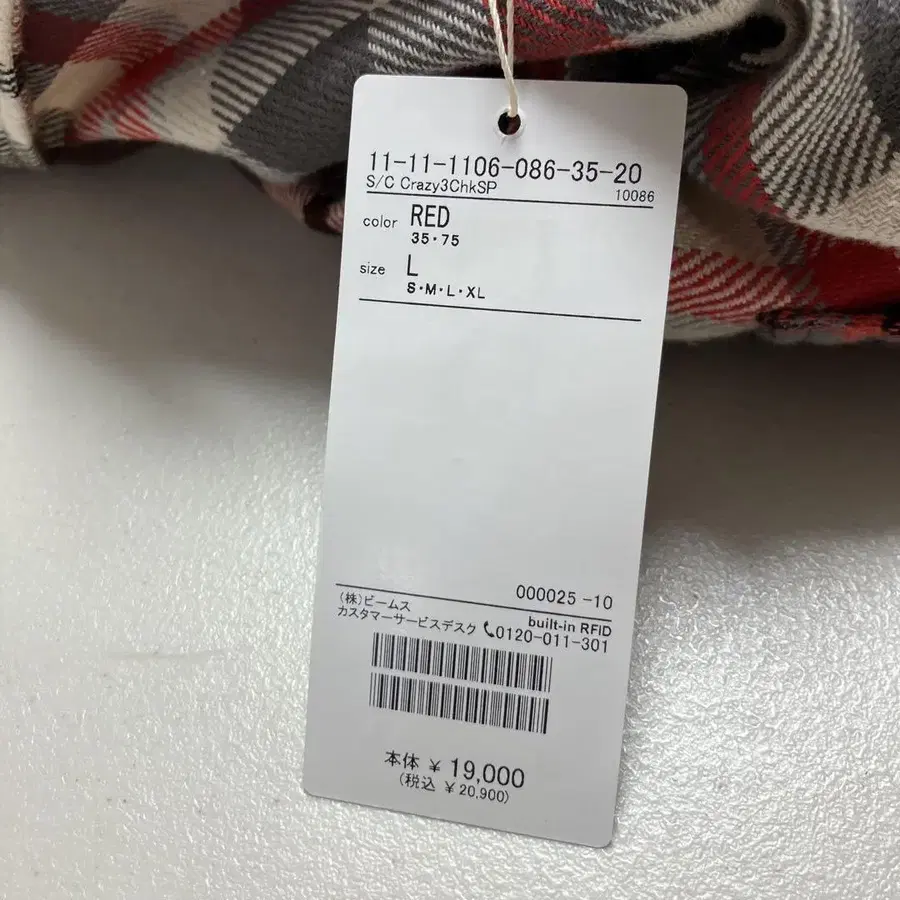 11-11-1106-086-35-20
S/C Crazy3ChkSP 10086
color RED
35・75
size L
S・M・L・XL
000025 -10
(株)ビームス built-in RFID
カスタマーサービスデスク 0120-011-301
本体 ¥ 19,000
(税込 ¥ 20,900)